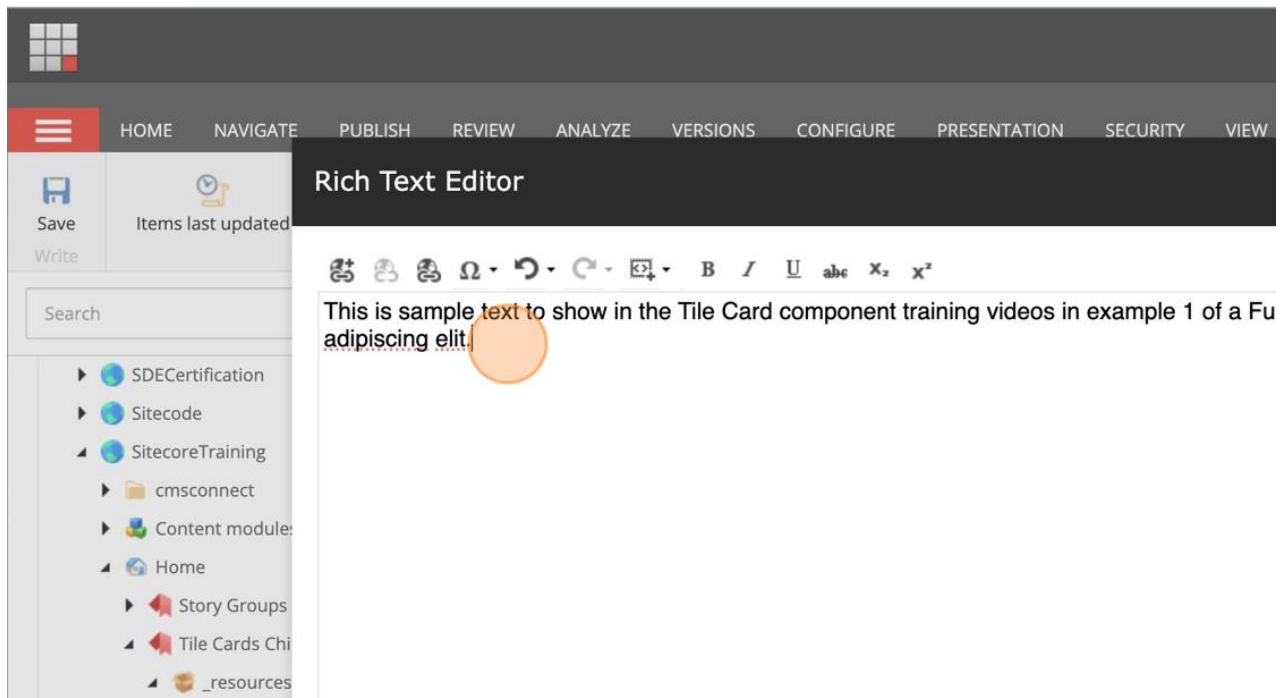 HOME NAVIGATE PUBLISH REVIEW ANALYZE VERSIONS CONFIGURE PRESENTATION SECURITY VIEW
Save
Items last updated
Write
Rich Text Editor
Ω B I U abc X₂ X²
Search
This is sample text to show in the Tile Card component training videos in example 1 of a Fu
adipiscing elit.
SDECertification
Sitecode
SitecoreTraining
cmsconnect
Content modules
Home
Story Groups
Tile Cards Chi
_resources